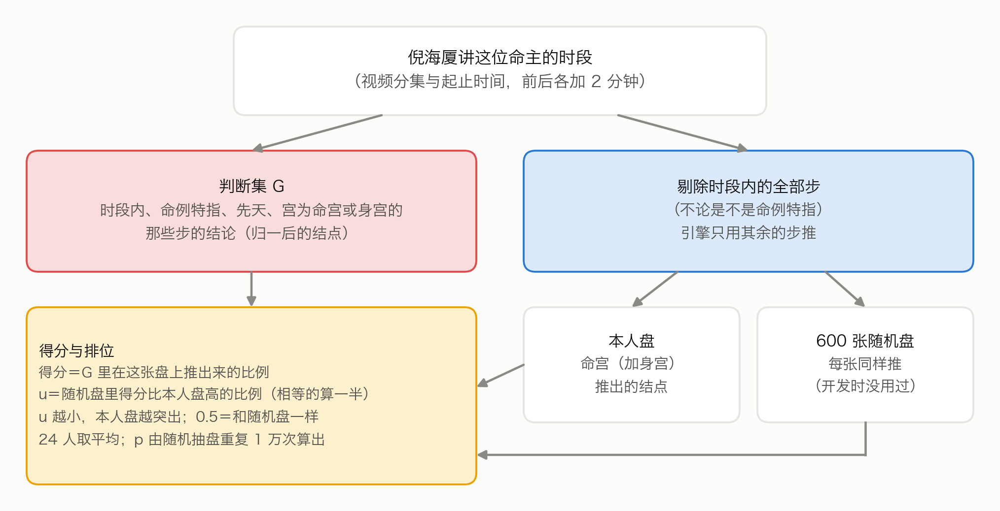 倪海厦讲这位命主的时段
（视频分集与起止时间，前后各加 2 分钟）
判断集 G
时段内、命例特指、先天、宫为命宫或身宫的
那些步的结论（归一后的结点）
剔除时段内的全部步
（不论是不是命例特指）
引擎只用其余的步推
得分与排位
得分＝G 里在这张盘上推出来的比例
u＝随机盘里得分比本人盘高的比例（相等的算一半）
u 越小，本人盘越突出；0.5＝和随机盘一样
24 人取平均；p 由随机抽盘重复 1 万次算出
本人盘
命宫（加身宫）
推出的结点
600 张随机盘
每张同样推
（开发时没用过）